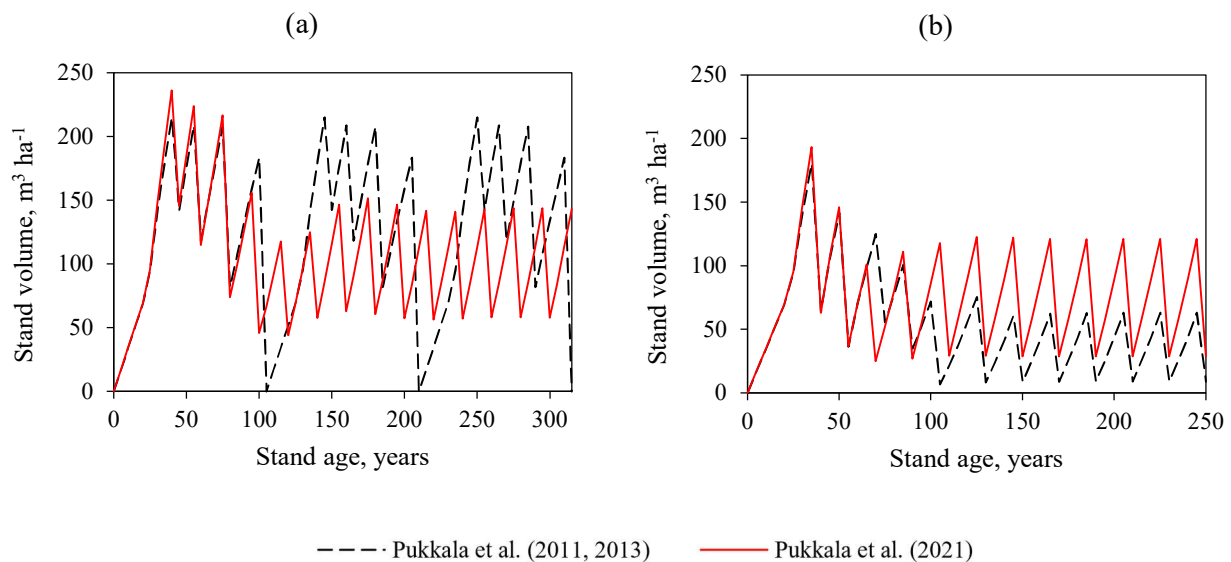 (a)
(b)
250
200
150
100
50
0
Stand volume, m³ ha⁻¹
0 50 100 150 200 250 300
Stand age, years
250
200
150
100
50
0
Stand volume, m³ ha⁻¹
0 50 100 150 200 250
Stand age, years
Pukkala et al. (2011, 2013)
Pukkala et al. (2021)